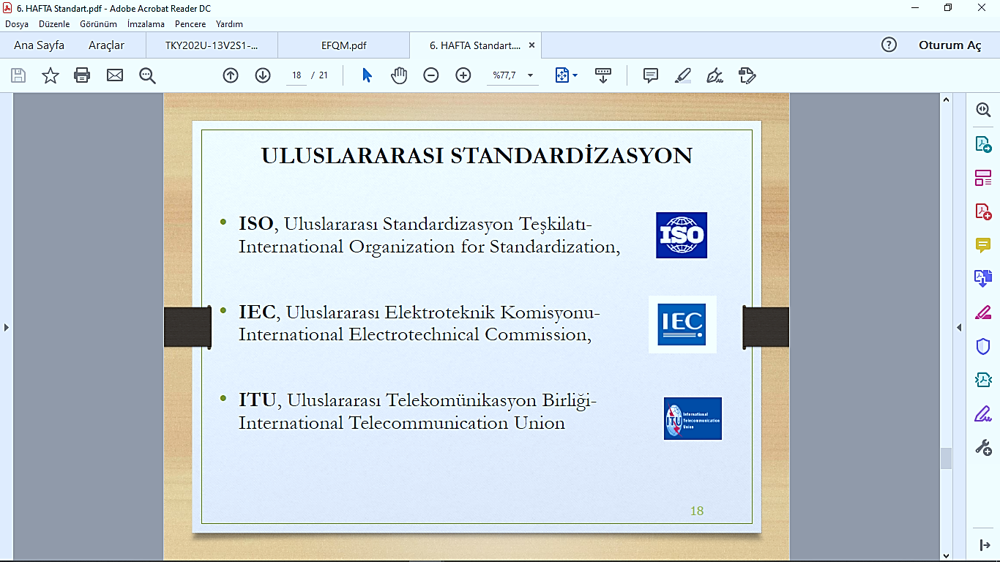 6. HAFTA Standart.pdf - Adobe Acrobat Reader DC
Dosya Düzenle Görünüm İmzalama Pencere Yardım
Ana Sayfa Araçlar TKY202U-13V2S1-... EFQM.pdf 6. HAFTA Standart.... × ? Oturum Aç
18 / 21 %77,7
ULUSLARARASI STANDARDİZASYON
• ISO, Uluslararası Standardizasyon Teşkilatı-
International Organization for Standardization,
ISO
• IEC, Uluslararası Elektroteknik Komisyonu-
International Electrotechnical Commission,
IEC
• ITU, Uluslararası Telekomünikasyon Birliği-
International Telecommunication Union
ITU
International
Telecommunication
Union
18